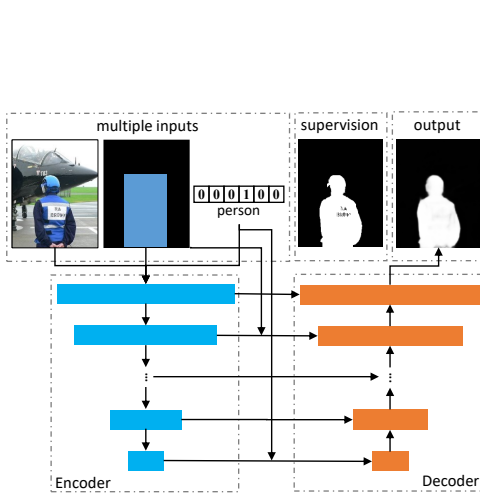 multiple inputs
supervision
output
0 0 0 1 0 0
person
...
...
Encoder
Decoder